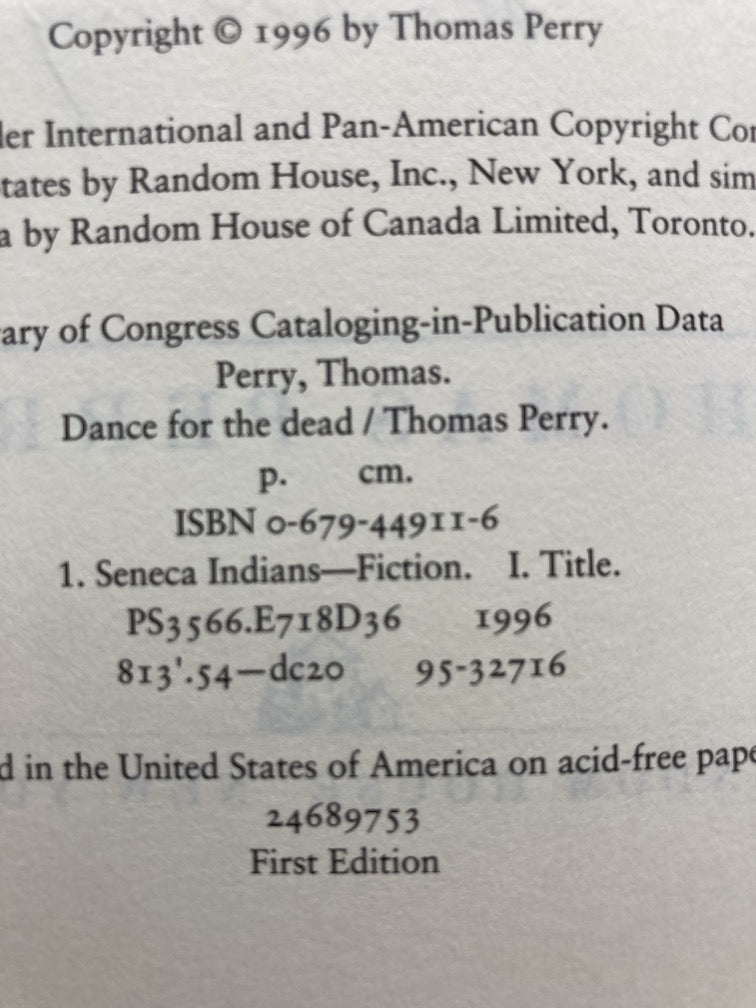 Copyright © 1996 by Thomas Perry
ler International and Pan-American Copyright Con
tates by Random House, Inc., New York, and sim
a by Random House of Canada Limited, Toronto.
ary of Congress Cataloging-in-Publication Data
Perry, Thomas.
Dance for the dead / Thomas Perry.
p. cm.
ISBN 0-679-44911-6
1. Seneca Indians—Fiction. I. Title.
PS3566.E718D36 1996
813'.54—dc20 95-32716
d in the United States of America on acid-free pape
24689753
First Edition